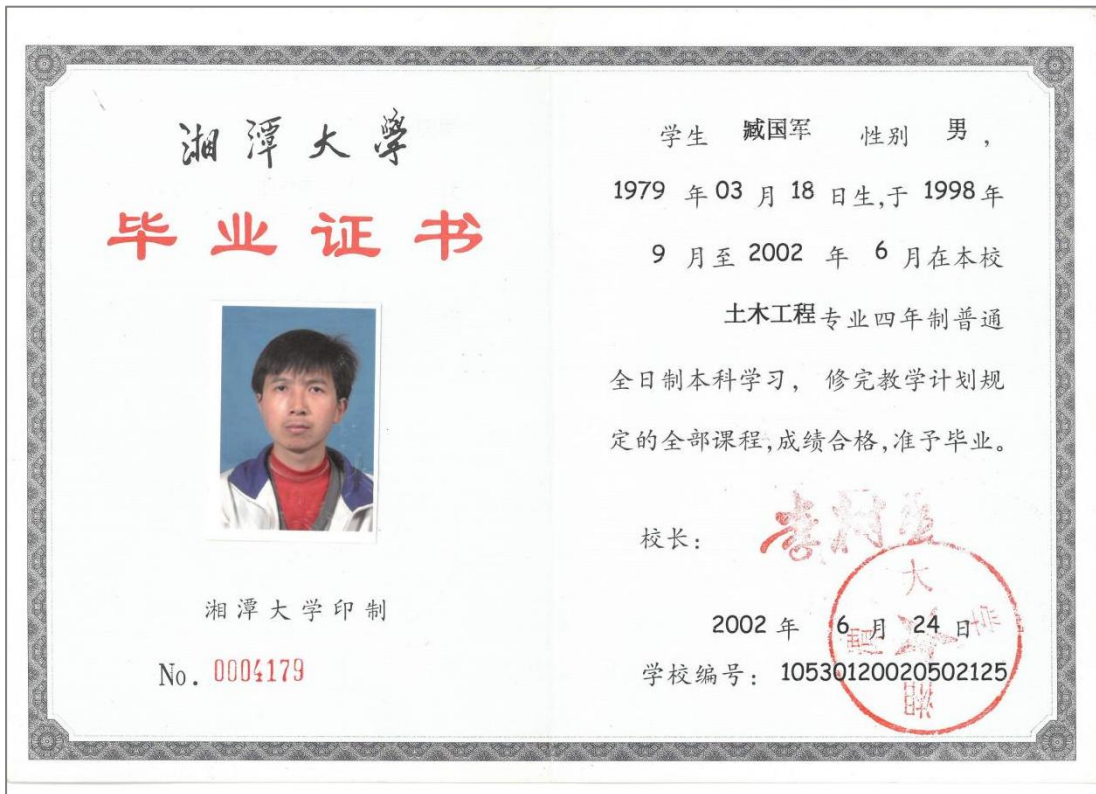 湘潭大學
毕业证书
湘潭大学印制
No. 0004179
学生 臧国军 性别 男，
1979 年 03 月 18 日生,于 1998 年
9 月至 2002 年 6 月在本校
土木工程专业四年制普通
全日制本科学习， 修完教学计划规
定的全部课程,成绩合格,准予毕业。
校长：
2002 年 6 月 24 日
学校编号： 10530120020502125
湘潭大学